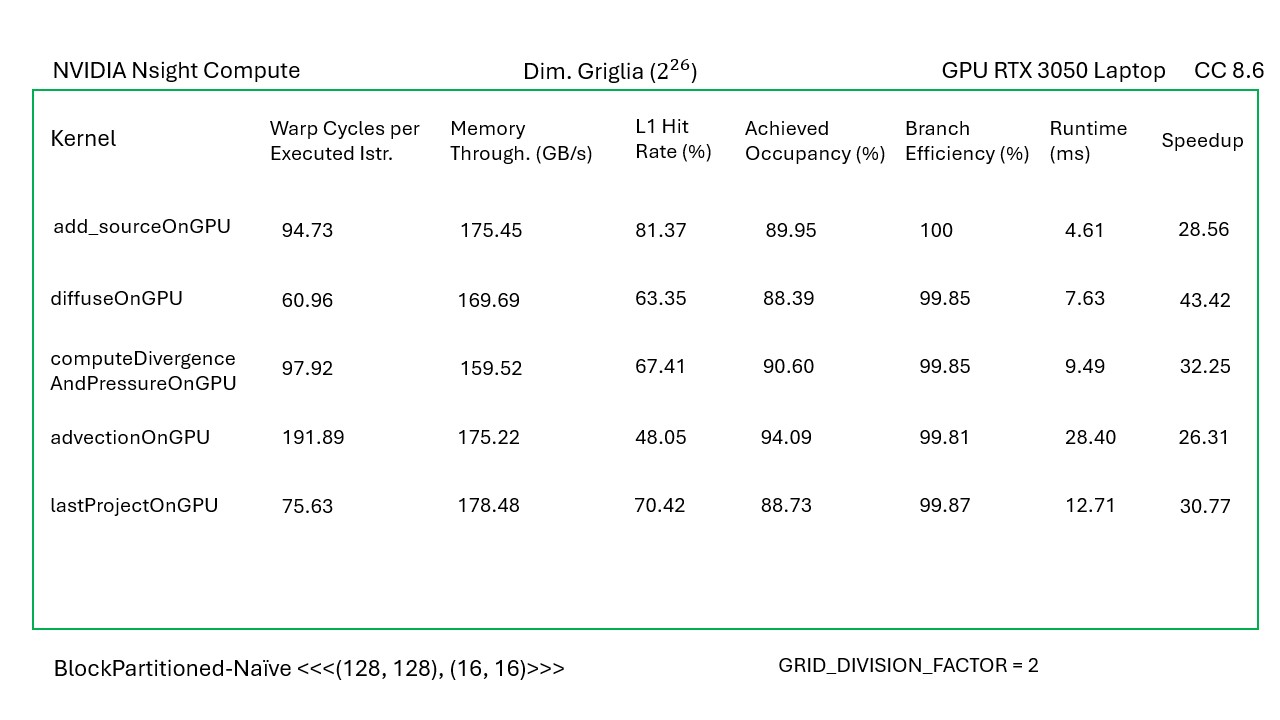 NVIDIA Nsight Compute Dim. Griglia (2²⁶) GPU RTX 3050 Laptop CC 8.6
Kernel Warp Cycles per Executed Istr. Memory Through. (GB/s) L1 Hit Rate (%) Achieved Occupancy (%) Branch Efficiency (%) Runtime (ms) Speedup
add_sourceOnGPU 94.73 175.45 81.37 89.95 100 4.61 28.56
diffuseOnGPU 60.96 169.69 63.35 88.39 99.85 7.63 43.42
computeDivergence
AndPressureOnGPU 97.92 159.52 67.41 90.60 99.85 9.49 32.25
advectionOnGPU 191.89 175.22 48.05 94.09 99.81 28.40 26.31
lastProjectOnGPU 75.63 178.48 70.42 88.73 99.87 12.71 30.77
BlockPartitioned-Naïve <<<(128, 128), (16, 16)>>> GRID_DIVISION_FACTOR = 2